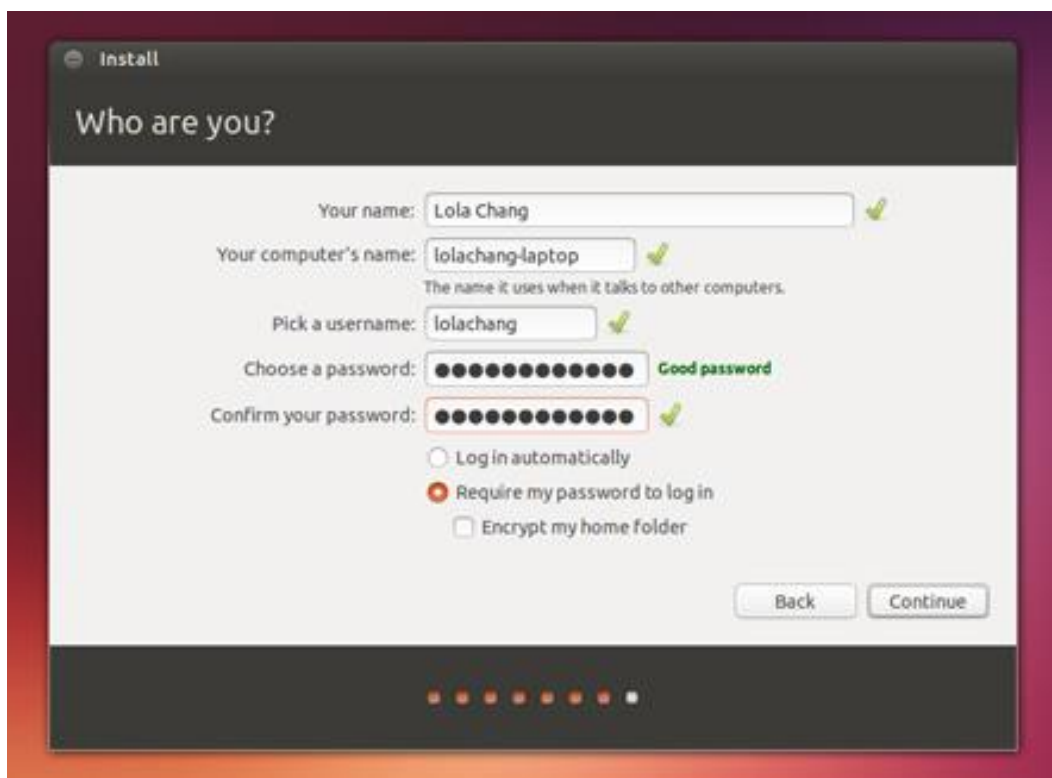 Install
Who are you?
Your name: Lola Chang
Your computer's name: lolachang-laptop
The name it uses when it talks to other computers.
Pick a username: lolachang
Choose a password: ●●●●●●●●●●●● Good password
Confirm your password: ●●●●●●●●●●●●
Log in automatically
Require my password to log in
Encrypt my home folder
Back Continue